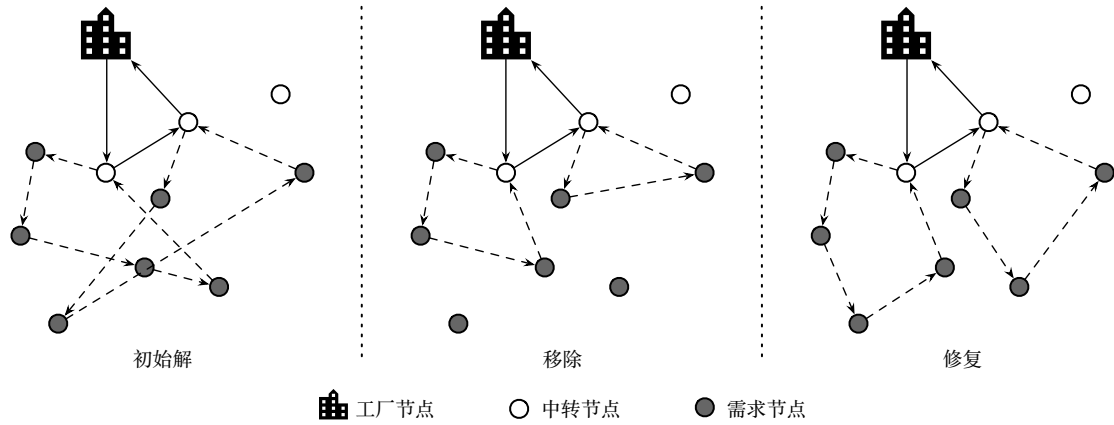 初始解
移除
修复
工厂节点
中转节点
需求节点